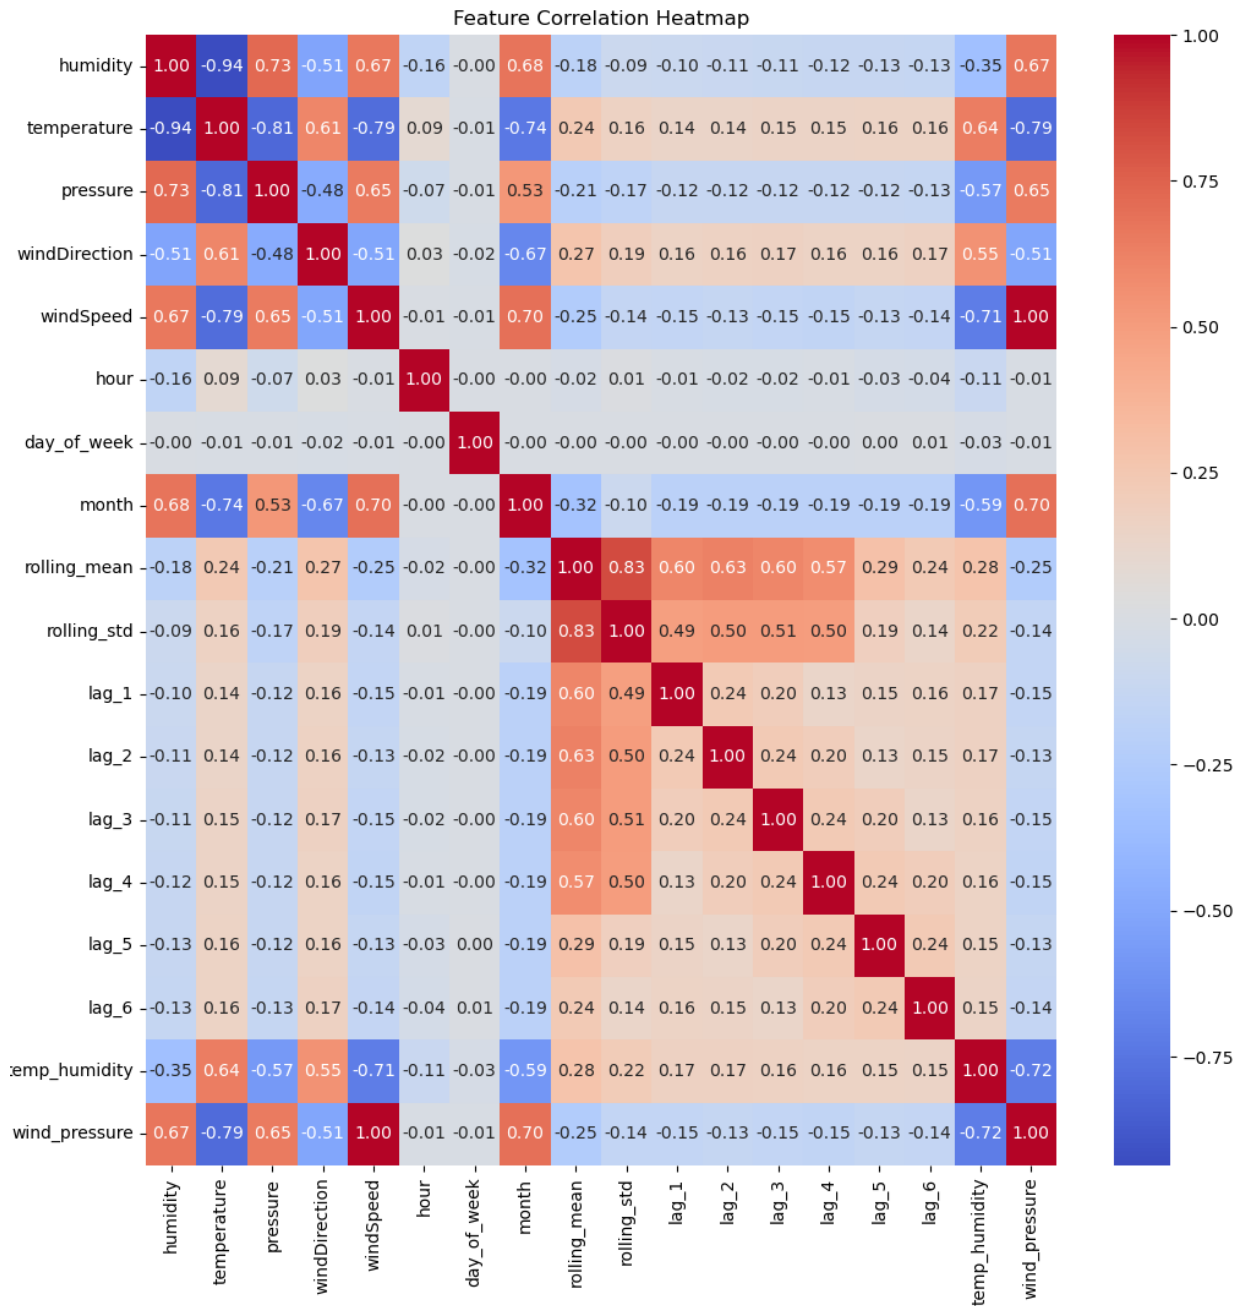 Feature Correlation Heatmap
humidity 1.00 -0.94 0.73 -0.51 0.67 -0.16 -0.00 0.68 -0.18 -0.09 -0.10 -0.11 -0.11 -0.12 -0.13 -0.13 -0.35 0.67
temperature -0.94 1.00 -0.81 0.61 -0.79 0.09 -0.01 -0.74 0.24 0.16 0.14 0.14 0.15 0.15 0.16 0.16 0.64 -0.79
pressure 0.73 -0.81 1.00 -0.48 0.65 -0.07 -0.01 0.53 -0.21 -0.17 -0.12 -0.12 -0.12 -0.12 -0.12 -0.13 -0.57 0.65
windDirection -0.51 0.61 -0.48 1.00 -0.51 0.03 -0.02 -0.67 0.27 0.19 0.16 0.16 0.17 0.16 0.16 0.17 0.55 -0.51
windSpeed 0.67 -0.79 0.65 -0.51 1.00 -0.01 -0.01 0.70 -0.25 -0.14 -0.15 -0.13 -0.15 -0.15 -0.13 -0.14 -0.71 1.00
hour -0.16 0.09 -0.07 0.03 -0.01 1.00 -0.00 -0.00 -0.02 0.01 -0.01 -0.02 -0.02 -0.01 -0.03 -0.04 -0.11 -0.01
day_of_week -0.00 -0.01 -0.01 -0.02 -0.01 -0.00 1.00 -0.00 -0.00 -0.00 -0.00 -0.00 -0.00 -0.00 0.00 0.01 -0.03 -0.01
month 0.68 -0.74 0.53 -0.67 0.70 -0.00 -0.00 1.00 -0.32 -0.10 -0.19 -0.19 -0.19 -0.19 -0.19 -0.19 -0.59 0.70
rolling_mean -0.18 0.24 -0.21 0.27 -0.25 -0.02 -0.00 -0.32 1.00 0.83 0.60 0.63 0.60 0.57 0.29 0.24 0.28 -0.25
rolling_std -0.09 0.16 -0.17 0.19 -0.14 0.01 -0.00 -0.10 0.83 1.00 0.49 0.50 0.51 0.50 0.19 0.14 0.22 -0.14
lag_1 -0.10 0.14 -0.12 0.16 -0.15 -0.01 -0.00 -0.19 0.60 0.49 1.00 0.24 0.20 0.13 0.15 0.16 0.17 -0.15
lag_2 -0.11 0.14 -0.12 0.16 -0.13 -0.02 -0.00 -0.19 0.63 0.50 0.24 1.00 0.24 0.20 0.13 0.15 0.17 -0.13
lag_3 -0.11 0.15 -0.12 0.17 -0.15 -0.02 -0.00 -0.19 0.60 0.51 0.20 0.24 1.00 0.24 0.20 0.13 0.16 -0.15
lag_4 -0.12 0.15 -0.12 0.16 -0.15 -0.01 -0.00 -0.19 0.57 0.50 0.13 0.20 0.24 1.00 0.24 0.20 0.16 -0.15
lag_5 -0.13 0.16 -0.12 0.16 -0.13 -0.03 0.00 -0.19 0.29 0.19 0.15 0.13 0.20 0.24 1.00 0.24 0.15 -0.13
lag_6 -0.13 0.16 -0.13 0.17 -0.14 -0.04 0.01 -0.19 0.24 0.14 0.16 0.15 0.13 0.20 0.24 1.00 0.15 -0.14
temp_humidity -0.35 0.64 -0.57 0.55 -0.71 -0.11 -0.03 -0.59 0.28 0.22 0.17 0.17 0.16 0.16 0.15 0.15 1.00 -0.72
wind_pressure 0.67 -0.79 0.65 -0.51 1.00 -0.01 -0.01 0.70 -0.25 -0.14 -0.15 -0.13 -0.15 -0.15 -0.13 -0.14 -0.72 1.00
humidity
temperature
pressure
windDirection
windSpeed
hour
day_of_week
month
rolling_mean
rolling_std
lag_1
lag_2
lag_3
lag_4
lag_5
lag_6
temp_humidity
wind_pressure
1.00
0.75
0.50
0.25
0.00
−0.25
−0.50
−0.75